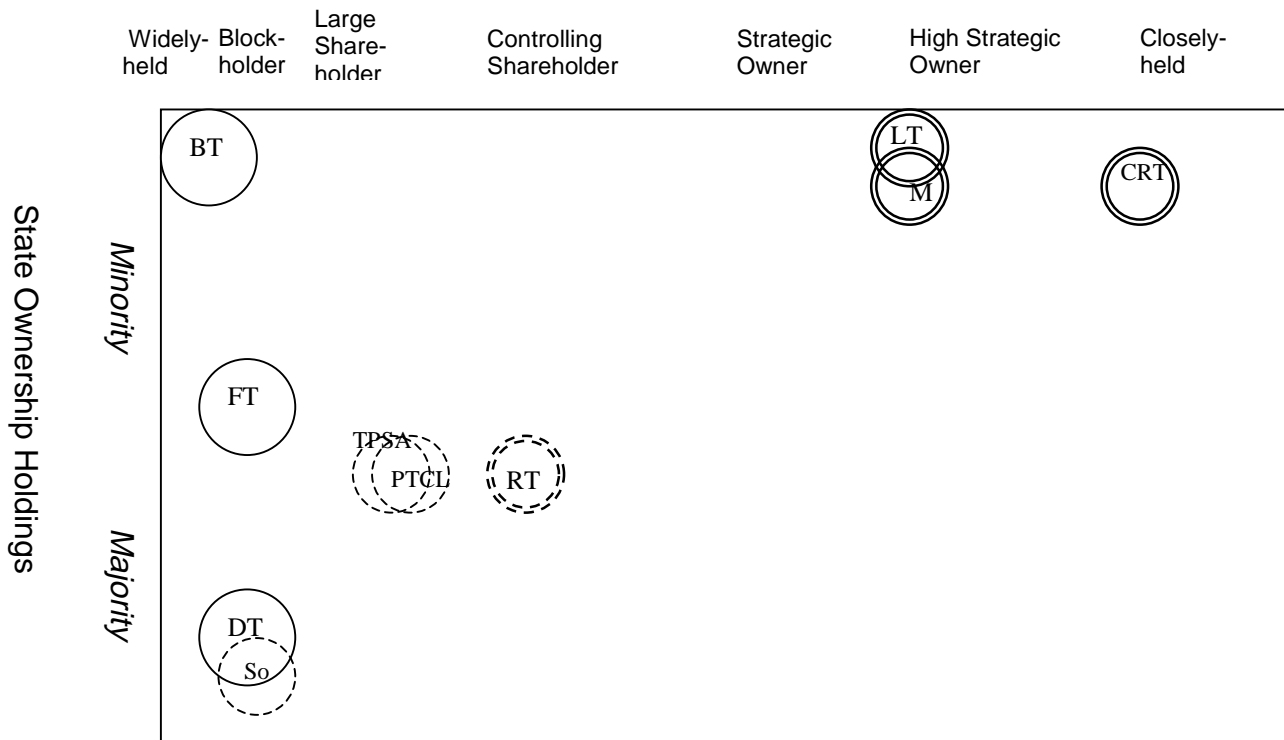 Widely-
held
Block-
holder
Large
Share-
holder
Controlling
Shareholder
Strategic
Owner
High Strategic
Owner
Closely-
held
State Ownership Holdings
Minority
Majority
BT
LT
M
CRT
FT
TPSA
PTCL
RT
DT
So